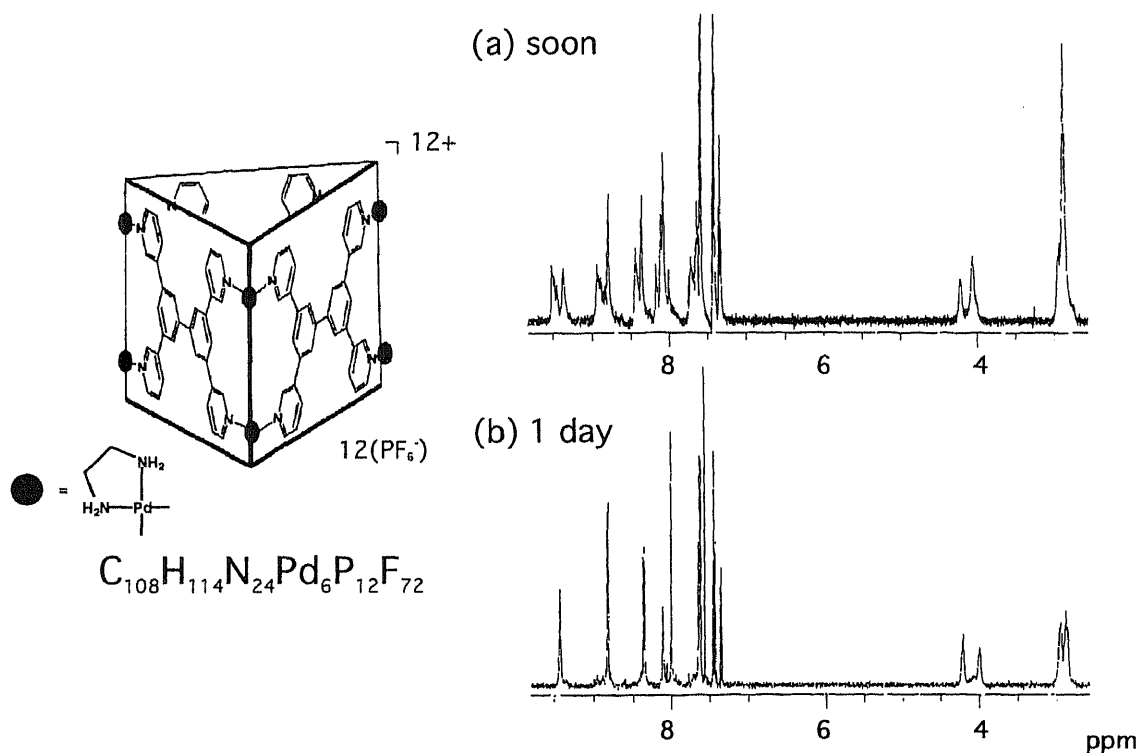 (a) soon
¬ 12+
N
N
N
N
N
N
N
8 6 4
12(PF₆⁻)
(b) 1 day
= NH₂
H₂N Pd
C₁₀₈H₁₁₄N₂₄Pd₆P₁₂F₇₂
8 6 4
ppm